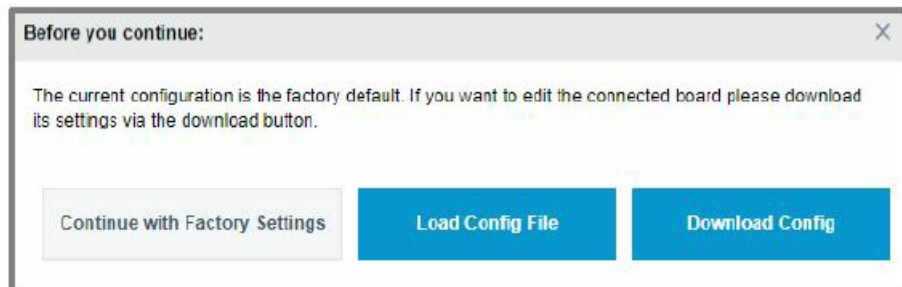 Before you continue:
The current configuration is the factory default. If you want to edit the connected board please download
its settings via the download button.
Continue with Factory Settings
Load Config File
Download Config